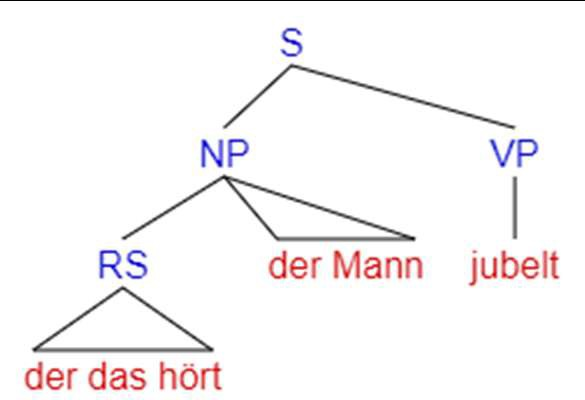 S
NP VP
RS der Mann jubelt
der das hört